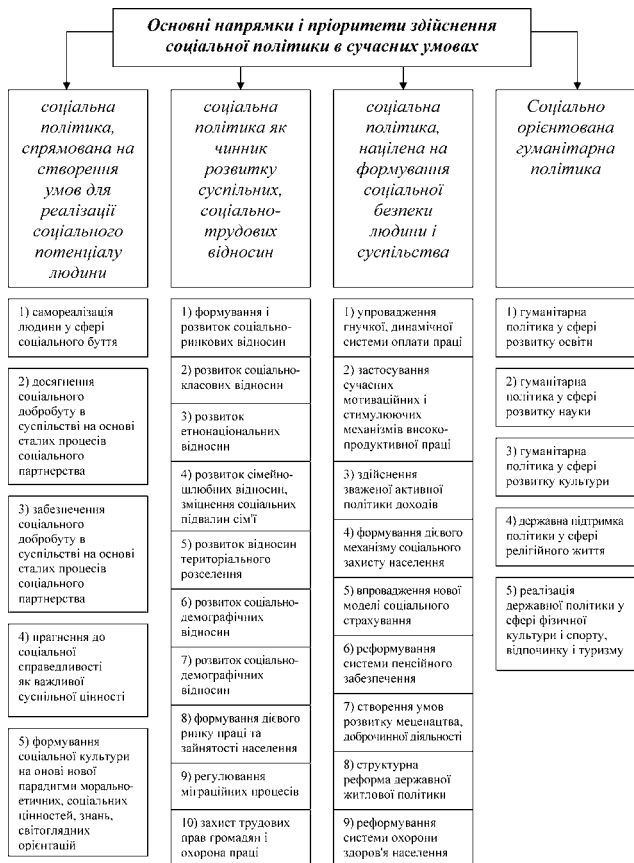 Основні напрямки і пріоритети здійснення
соціальної політики в сучасних умовах
соціальна
політика,
спрямована на
створення
умов для
реалізації
соціального
потенціалу
людини
1) самореалізація
людини у сфері
соціального буття
2) досягнення
соціального
добробуту в
суспільстві на основі
сталих процесів
соціального
партнерства
3) забезпечення
соціального
добробуту в
суспільстві на основі
сталих процесів
соціального
партнерства
4) прагнення до
соціальної
справедливості
як важливої
суспільної цінності
5) формування
соціальної культури
на онові нової
парадигми морально-
етичних, соціальних
цінностей, знань,
світоглядних
орієнтацій
соціальна
політика як
чинник
розвитку
суспільних,
соціально-
трудових
відносин
1) формування і
розвиток соціально-
ринкових відносин
2) розвиток соціально-
класових відносин
3) розвиток
етнонаціональних
відносин
4) розвиток сімейно-
шлюбних відносин,
зміцнення соціальних
підвалин сім'ї
5) розвиток відносин
територіального
розселення
6) розвиток соціально-
демографічних
відносин
7) розвиток соціально-
демографічних
відносин
8) формування дієвого
ринку праці та
зайнятості населення
9) регулювання
міграційних процесів
10) захист трудових
прав громадян і
охорона праці
соціальна
політика,
націлена на
формування
соціальної
безпеки
людини і
суспільства
1) упровадження
гнучкої, динамічної
системи оплати праці
2) застосування
сучасних
мотиваційних і
стимулюючих
механізмів високо-
продуктивної праці
3) здійснення
зваженої активної
політики доходів
4) формування дієвого
механізму соціального
захисту населення
5) впровадження нової
моделі соціального
страхування
6) реформування
системи пенсійного
забезпечення
7) створення умов
розвитку меценацтва,
доброчинної діяльності
8) структурна
реформа державної
житлової політики
9) реформування
системи охорони
здоров'я населення
Соціально
орієнтована
гуманітарна
політика
1) гуманітарна
політика у сфері
розвитку освітн
2) гуманітарна
політика у сфері
розвитку науки
3) гуманітарна
політика у сфері
розвитку культури
4) державна підтримка
політики у сфері
релігійного життя
5) реалізація
державної політики у
сфері фізичної
культури і спорту,
відпочинку і туризму